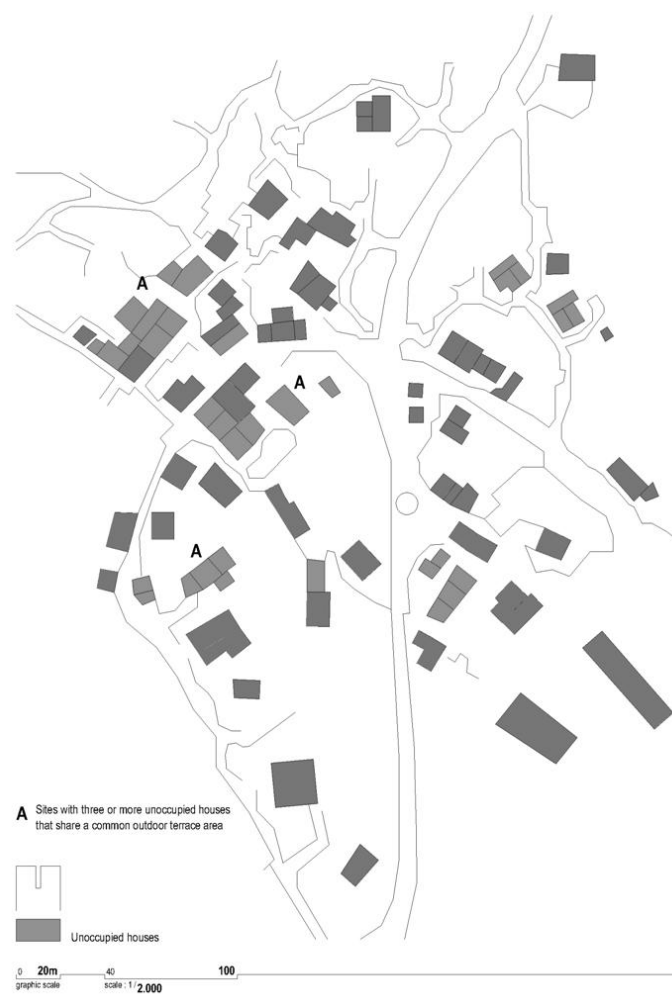 A
A
A
A Sites with three or more unoccupied houses
that share a common outdoor terrace area
Unoccupied houses
0 20m 40 100
graphic scale scale : 1 / 2.000